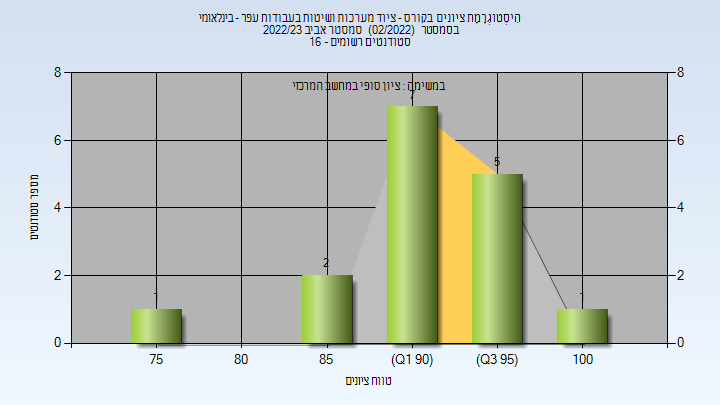 הִיסטוֹגרָמַת ציונים בקורס - ציוד מערכות ושיטות בעבודות עפר - בינלאומי
בסמסטר (02/2022) סמסטר אביב 2022/23
סטודנטים רשומים - 16
במשימה : ציון סופי במחשב המרכזי
מספר סטודנטים
8 8
6 6
4 4
2 2
0 0
1 2 7 5 1
75 80 85 (Q1 90) (Q3 95) 100
טווח ציונים